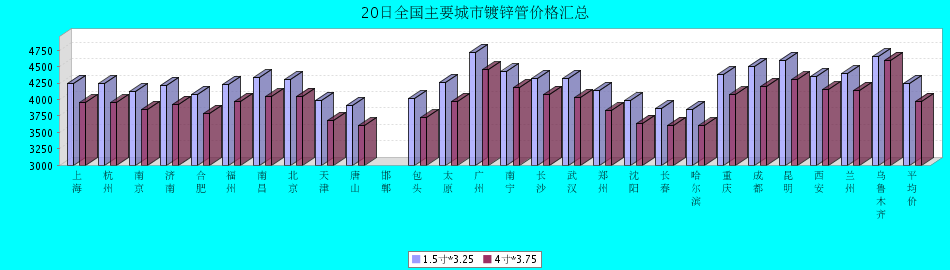 20日全国主要城市镀锌管价格汇总
4750
4500
4250
4000
3750
3500
3250
3000
上海
杭州
南京
济南
合肥
福州
南昌
北京
天津
唐山
邯郸
包头
太原
广州
南宁
长沙
武汉
郑州
沈阳
长春
哈尔滨
重庆
成都
昆明
西安
兰州
乌鲁木齐
平均价
1.5寸*3.25 4寸*3.75